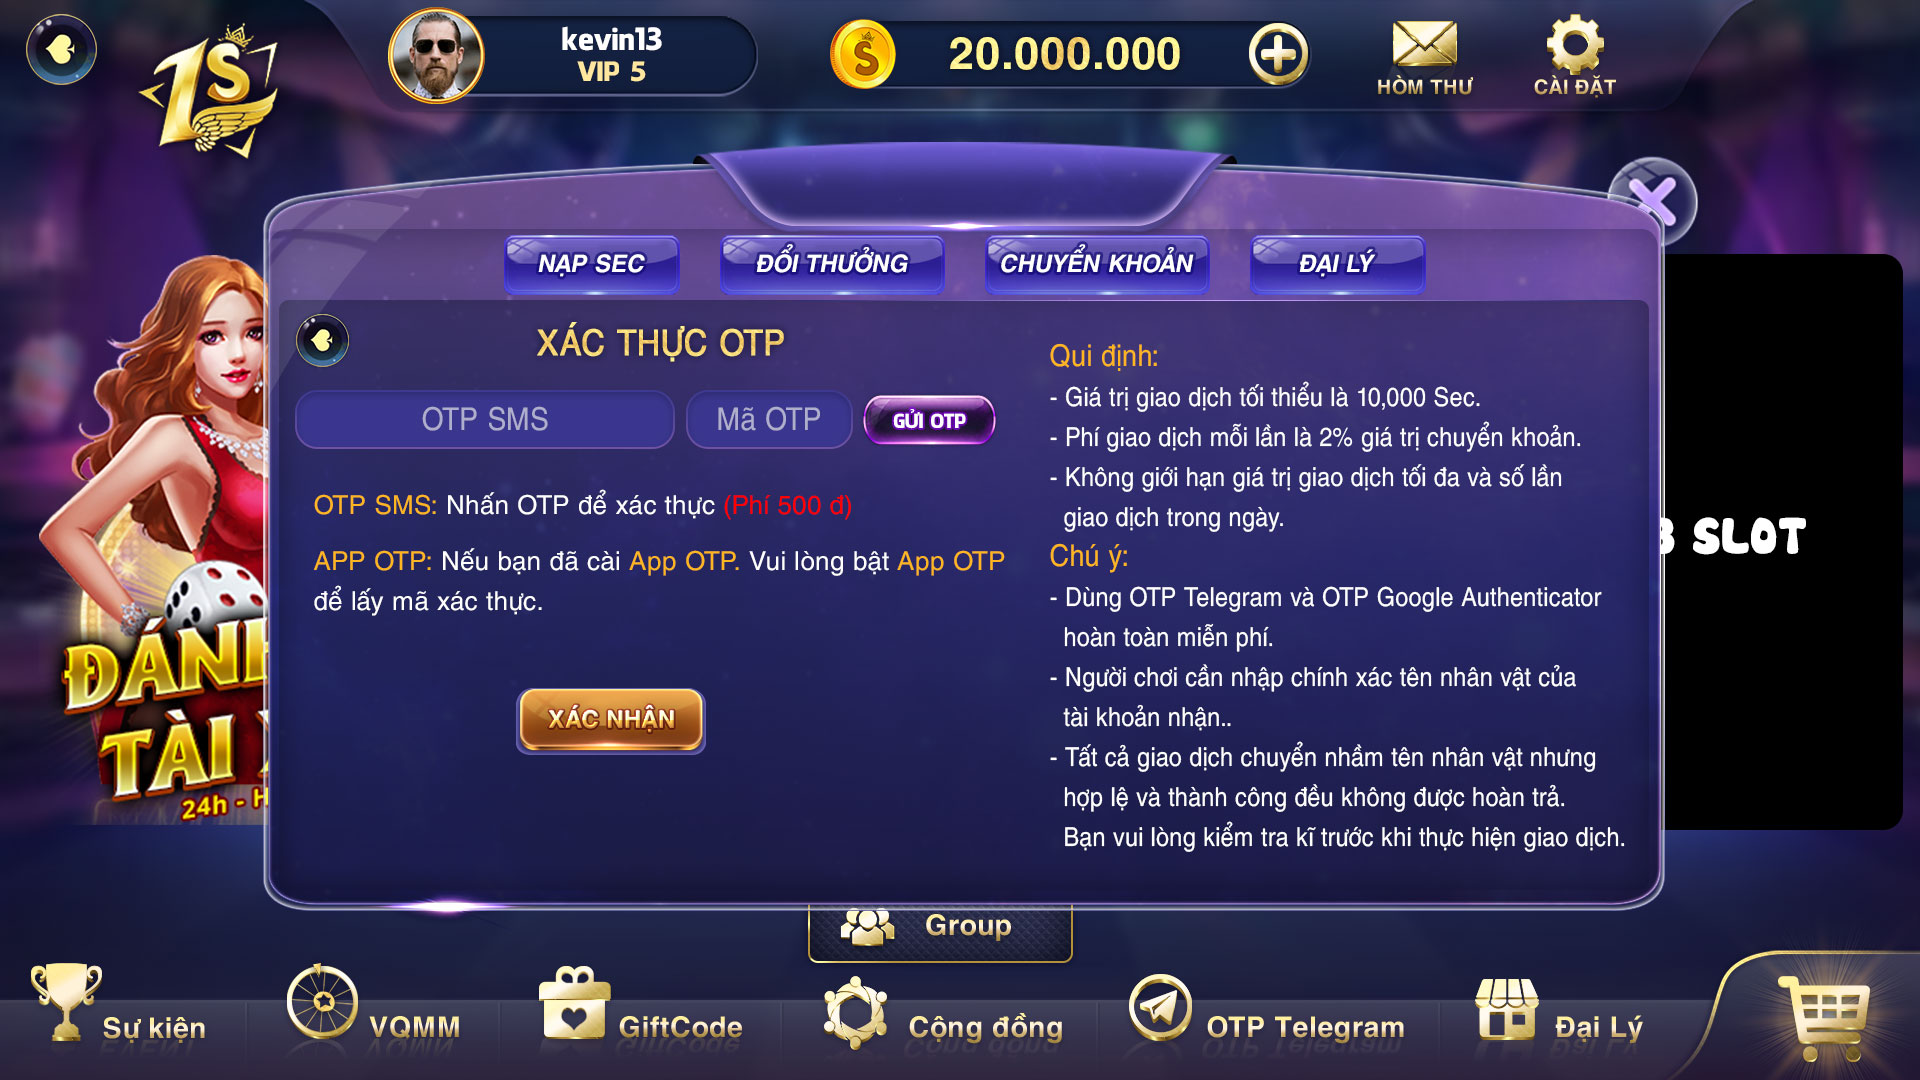 1S
kevin13
VIP 5
S
20.000.000
HÒM THƯ
CÀI ĐẶT
NẠP SEC
ĐỔI THƯỞNG
CHUYỂN KHOẢN
ĐẠI LÝ
XÁC THỰC OTP
OTP SMS
Mã OTP
GỬI OTP
OTP SMS: Nhấn OTP để xác thực (Phí 500 đ)
APP OTP: Nếu bạn đã cài App OTP. Vui lòng bật App OTP
để lấy mã xác thực.
XÁC NHẬN
Qui định:
- Giá trị giao dịch tối thiểu là 10,000 Sec.
- Phí giao dịch mỗi lần là 2% giá trị chuyển khoản.
- Không giới hạn giá trị giao dịch tối đa và số lần
giao dịch trong ngày.
Chú ý:
- Dùng OTP Telegram và OTP Google Authenticator
hoàn toàn miễn phí.
- Người chơi cần nhập chính xác tên nhân vật của
tài khoản nhận..
- Tất cả giao dịch chuyển nhầm tên nhân vật nhưng
hợp lệ và thành công đều không được hoàn trả.
Bạn vui lòng kiểm tra kĩ trước khi thực hiện giao dịch.
ĐÁNH
TÀI
24h - H
SLOT
Group
Sự kiện
VQMM
GiftCode
Cộng đồng
OTP Telegram
Đại Lý